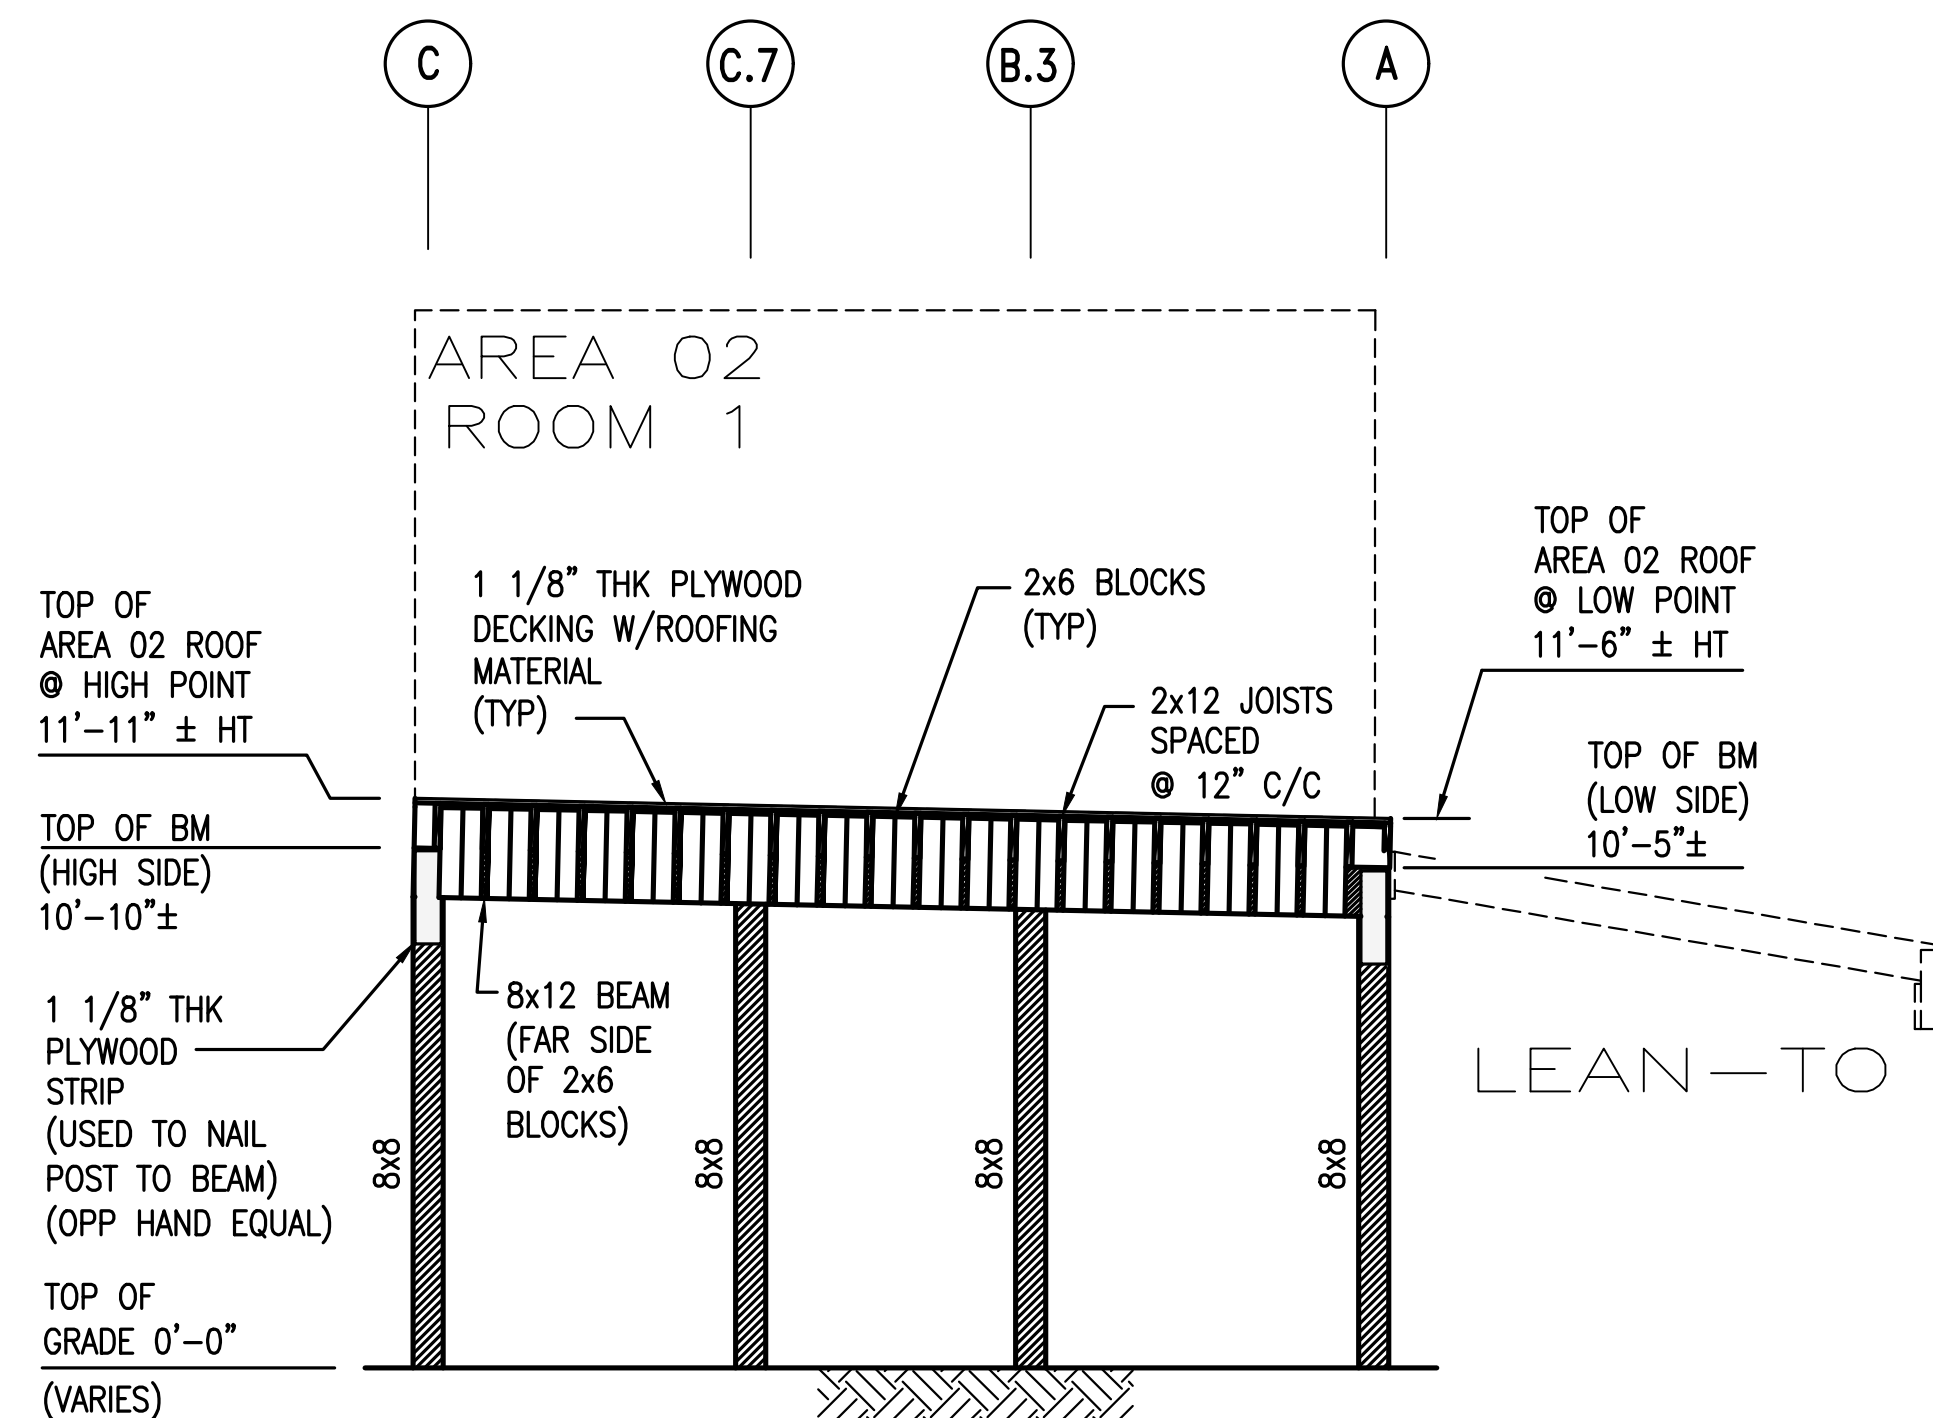 C
C.7
B.3
A
AREA 02
ROOM 1
TOP OF
AREA 02 ROOF
@ HIGH POINT
11'-11" ± HT
TOP OF BM
(HIGH SIDE)
10'-10"±
1 1/8" THK
PLYWOOD
STRIP
(USED TO NAIL
POST TO BEAM)
(OPP HAND EQUAL)
TOP OF
GRADE 0'-0"
(VARIES)
1 1/8" THK PLYWOOD
DECKING W/ROOFING
MATERIAL
(TYP)
2x6 BLOCKS
(TYP)
2x12 JOISTS
SPACED
@ 12" C/C
TOP OF
AREA 02 ROOF
@ LOW POINT
11'-6" ± HT
TOP OF BM
(LOW SIDE)
10'-5"±
8x12 BEAM
(FAR SIDE
OF 2x6
BLOCKS)
8x8
8x8
8x8
8x8
LEAN-TO